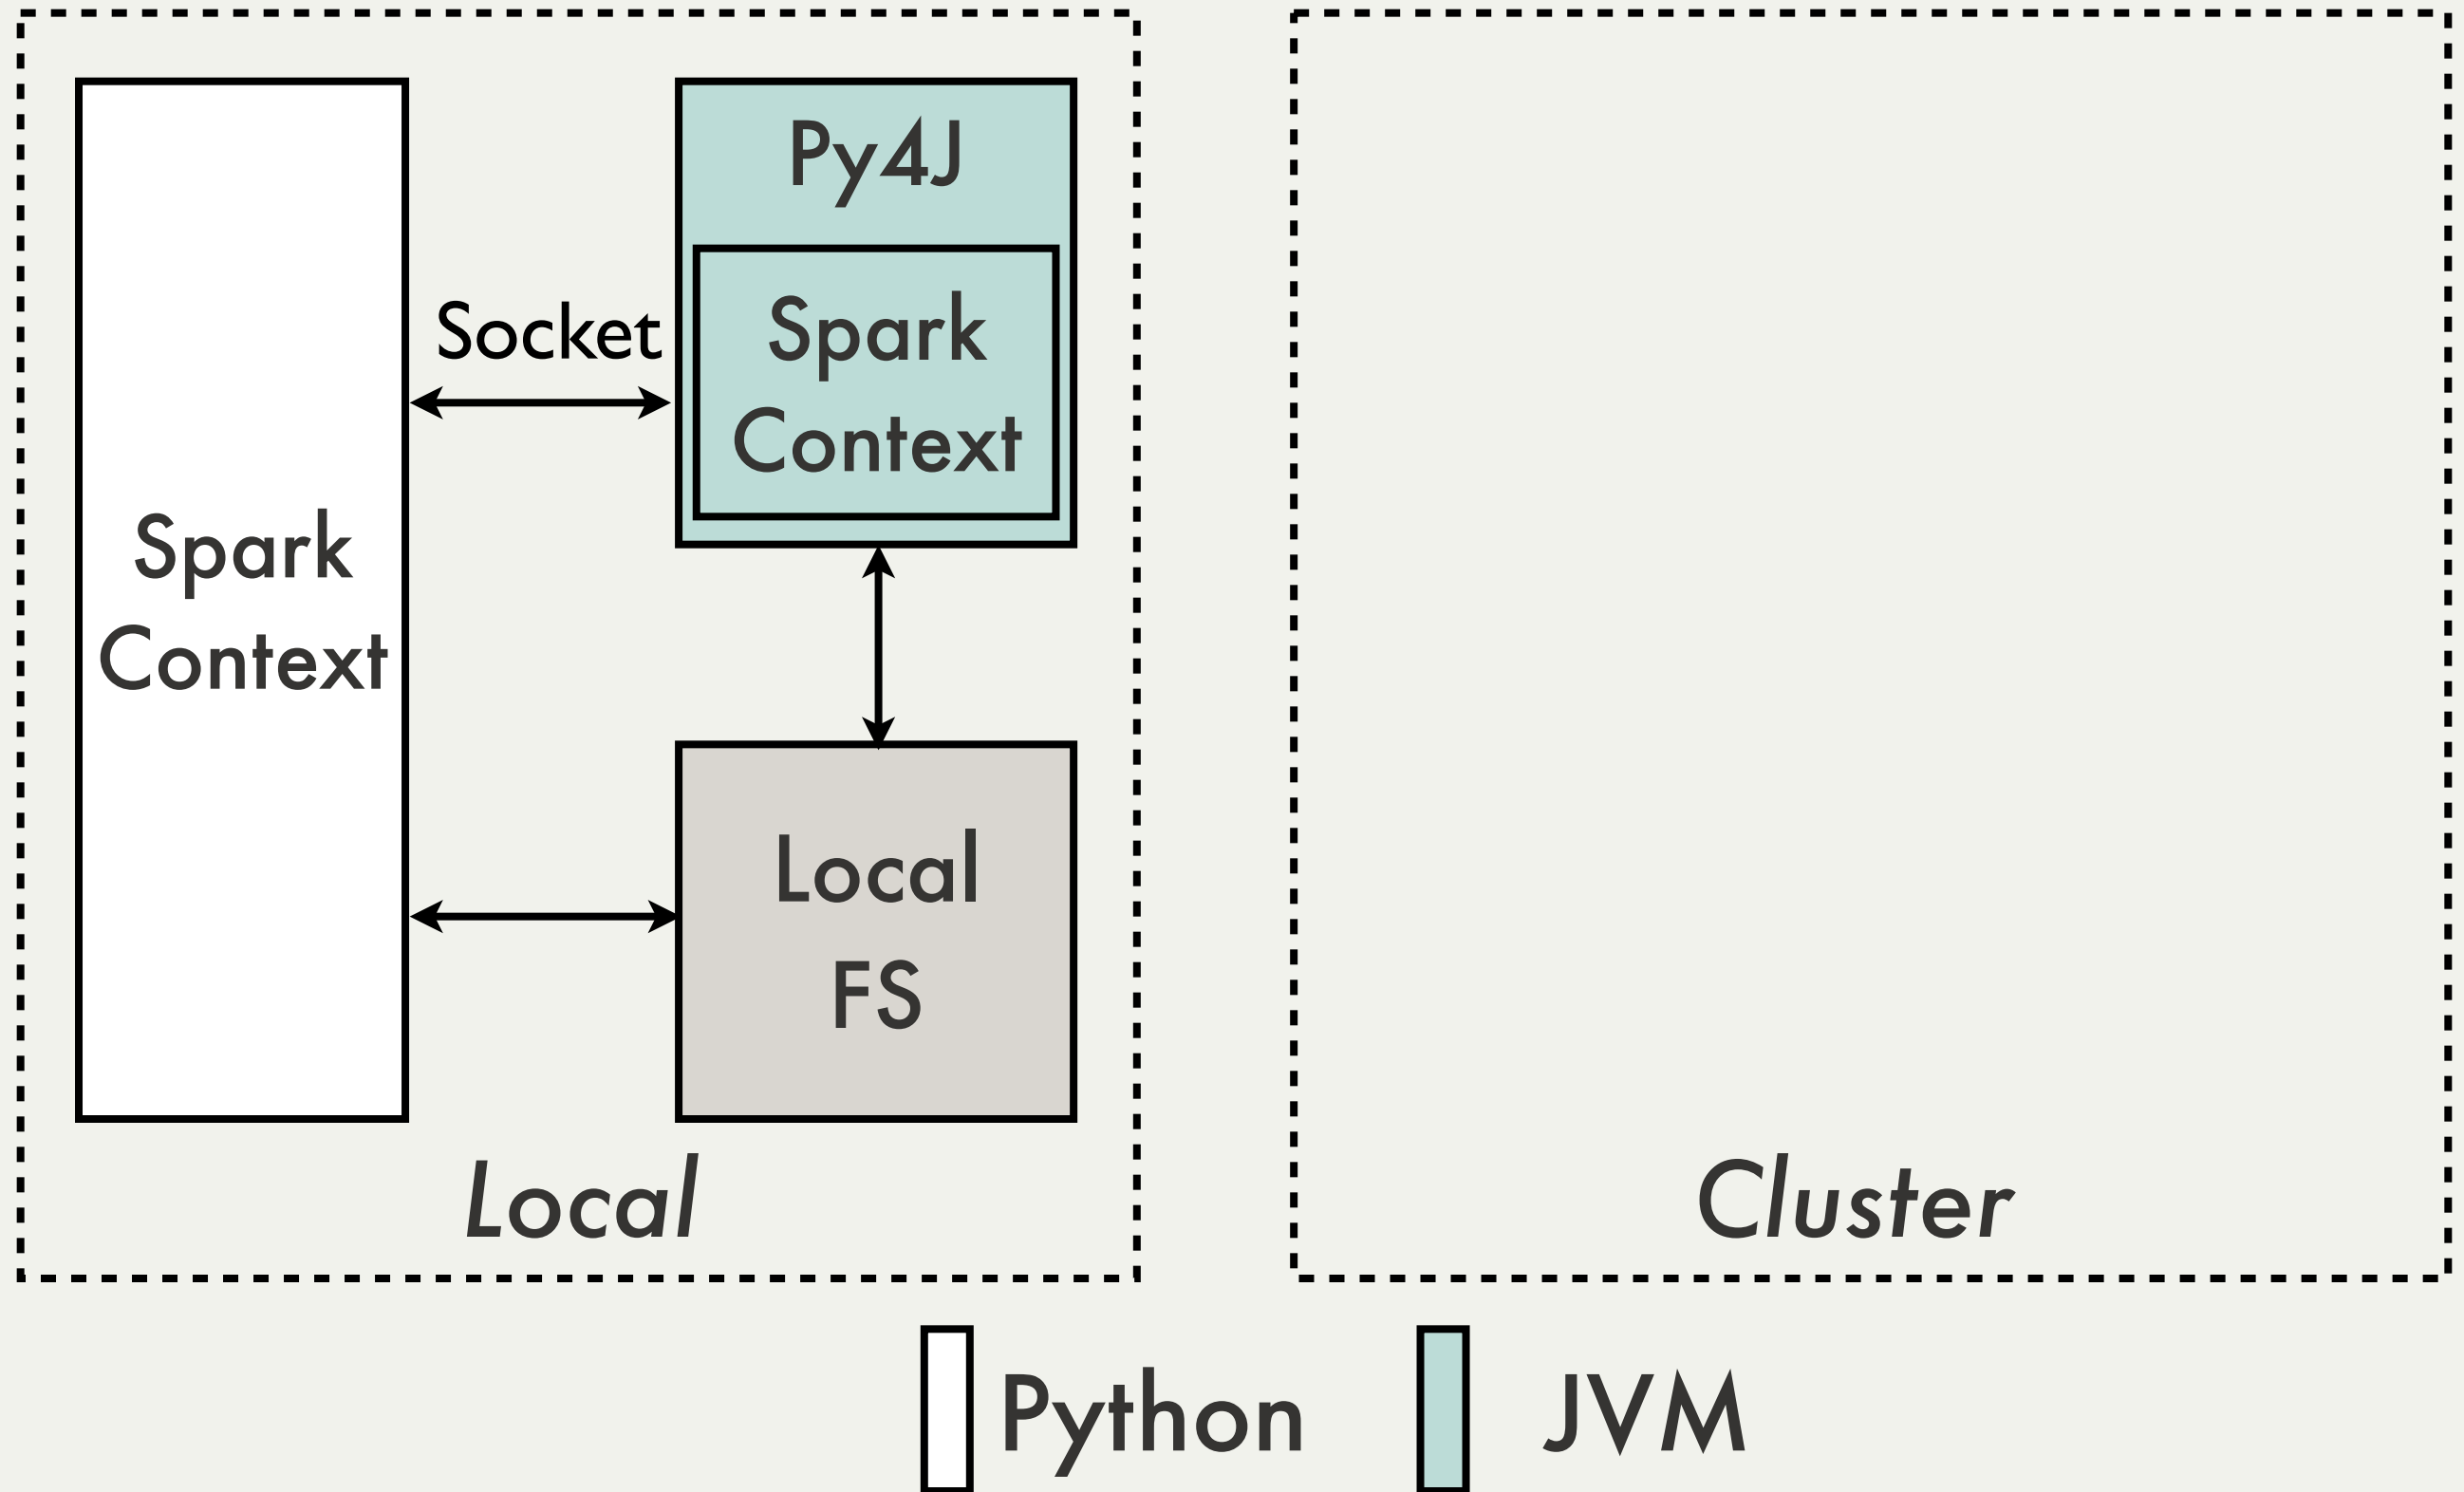 Py4J
Socket
Spark
Context
Spark
Context
Local
FS
Local
Cluster
Python
JVM